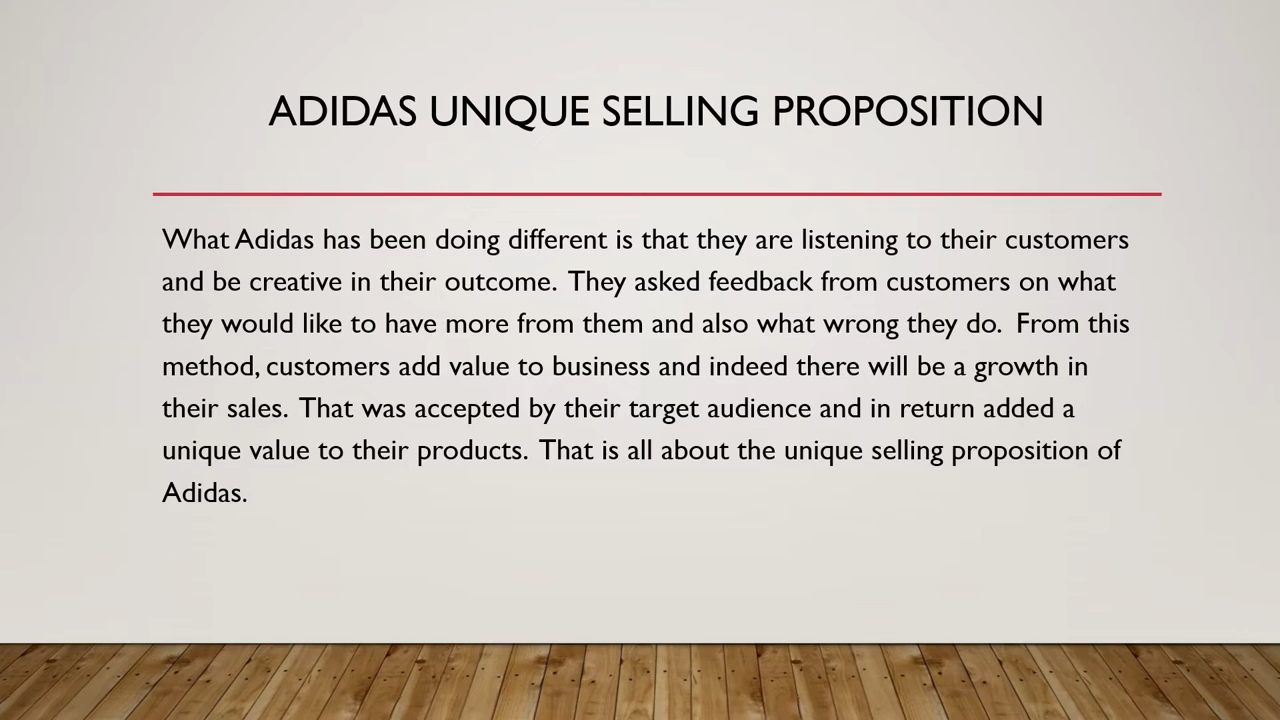 ADIDAS UNIQUE SELLING PROPOSITION
What Adidas has been doing different is that they are listening to their customers
and be creative in their outcome.  They asked feedback from customers on what
they would like to have more from them and also what wrong they do.  From this
method, customers add value to business and indeed there will be a growth in
their sales.  That was accepted by their target audience and in return added a
unique value to their products.  That is all about the unique selling proposition of
Adidas.